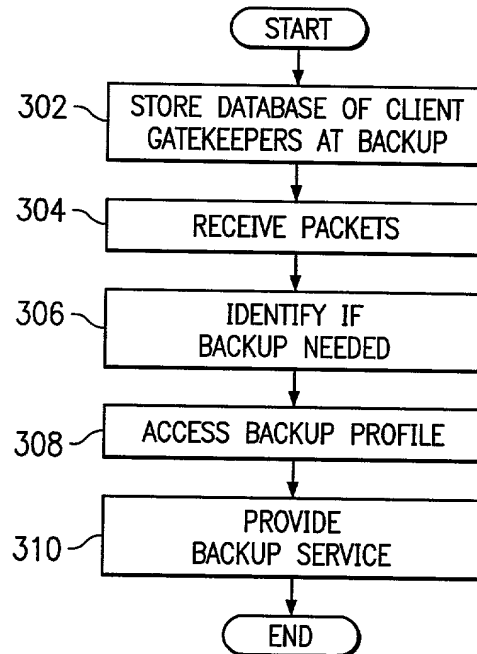 START
302
STORE DATABASE OF CLIENT
GATEKEEPERS AT BACKUP
304
RECEIVE PACKETS
306
IDENTIFY IF
BACKUP NEEDED
308
ACCESS BACKUP PROFILE
310
PROVIDE
BACKUP SERVICE
END